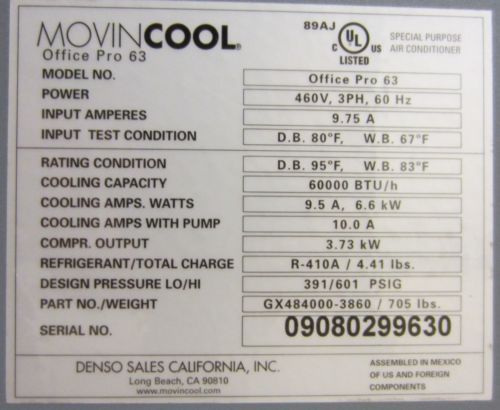 MOVINCOOL®
Office Pro 63
89AJ
C UL US
LISTED
SPECIAL PURPOSE
AIR CONDITIONER
MODEL NO. Office Pro 63
POWER 460V, 3PH, 60 Hz
INPUT AMPERES 9.75 A
INPUT TEST CONDITION D.B. 80°F, W.B. 67°F
RATING CONDITION D.B. 95°F, W.B. 83°F
COOLING CAPACITY 60000 BTU/h
COOLING AMPS. WATTS 9.5 A, 6.6 kW
COOLING AMPS WITH PUMP 10.0 A
COMPR. OUTPUT 3.73 kW
REFRIGERANT/TOTAL CHARGE R-410A / 4.41 lbs.
DESIGN PRESSURE LO/HI 391/601 PSIG
PART NO./WEIGHT GX484000-3860 / 705 lbs.
SERIAL NO. 09080299630
DENSO SALES CALIFORNIA, INC.
Long Beach, CA 90810
www.movincool.com
ASSEMBLED IN MEXICO
OF US AND FOREIGN
COMPONENTS